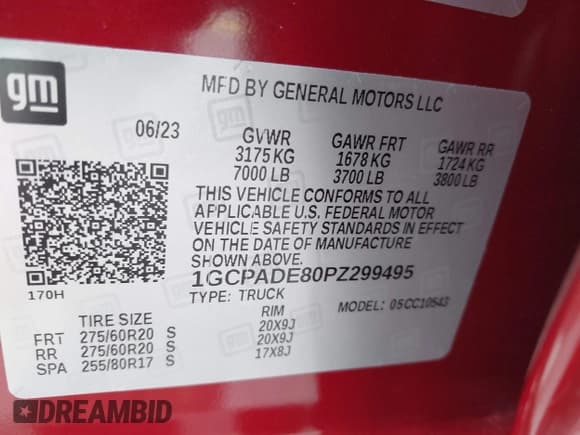 gm
MFD BY GENERAL MOTORS LLC
06/23
GVWR GAWR FRT GAWR RR
3175 KG 1678 KG 1724 KG
7000 LB 3700 LB 3800 LB
THIS VEHICLE CONFORMS TO ALL
APPLICABLE U.S. FEDERAL MOTOR
VEHICLE SAFETY STANDARDS IN EFFECT
ON THE DATE OF MANUFACTURE
SHOWN ABOVE.
170H
1GCPADE80PZ299495
TYPE: TRUCK MODEL: 05CC10543
TIRE SIZE RIM
FRT 275/60R20 S 20X9J
RR 275/60R20 S 20X9J
SPA 255/80R17 S 17X8J
DREAMBID